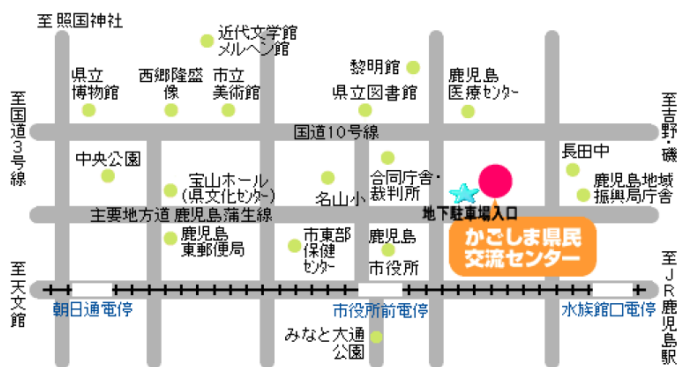 至照国神社
近代文学館
メルヘン館
黎明館
県立
博物館
西郷隆盛
像
市立
美術館
県立図書館
鹿児島
医療センター
至国道3号線
国道10号線
至吉野・磯
中央公園
宝山ホール
(県文化センター)
名山小
合同庁舎・
裁判所
長田中
鹿児島地域
振興局庁舎
地下駐車場入口
主要地方道 鹿児島蒲生線
かごしま県民
交流センター
鹿児島
東郵便局
市東部
保健
センター
鹿児島
市役所
至天文館
至JR鹿児島駅
朝日通電停
市役所前電停
水族館口電停
みなと大通
公園